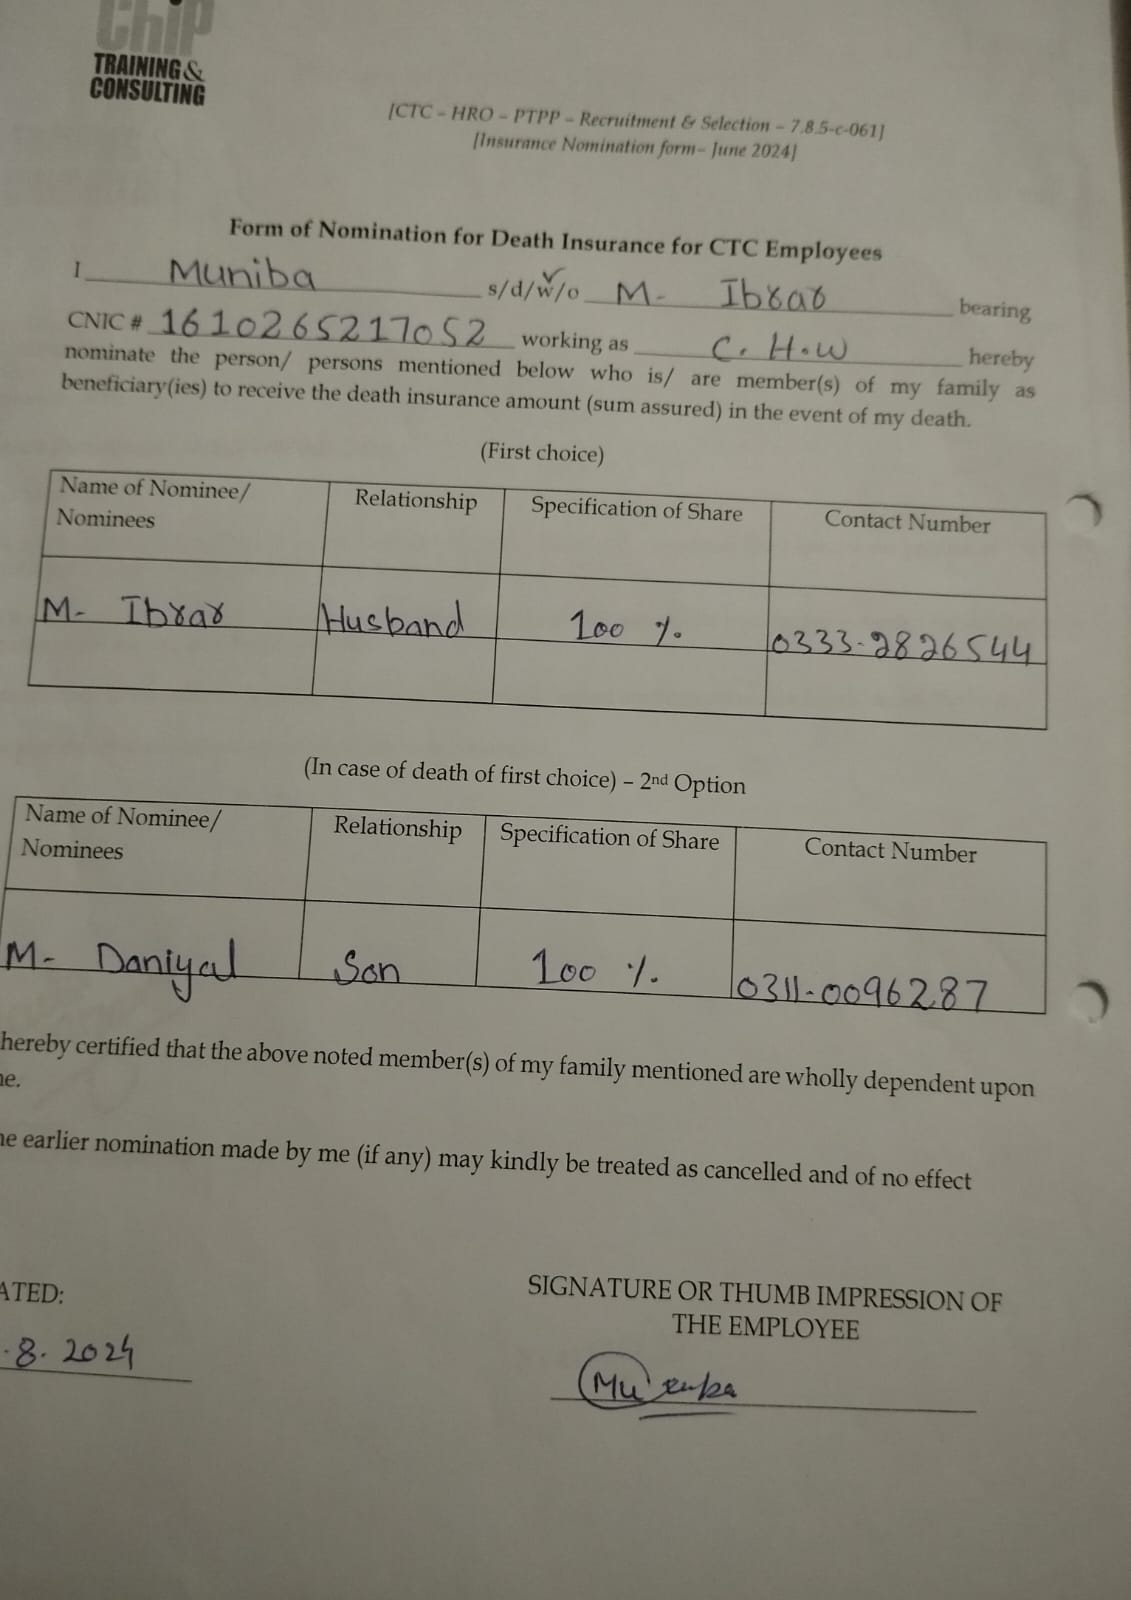 ChiP
TRAINING &
CONSULTING
[CTC – HRO – PTPP – Recruitment & Selection – 7.8.5-c-061]
[Insurance Nomination form– June 2024]
Form of Nomination for Death Insurance for CTC Employees
I Muniba s/d/w/o M- Ibrar bearing
CNIC # 1610265217052 working as C.H.W hereby
nominate the person/ persons mentioned below who is/ are member(s) of my family as
beneficiary(ies) to receive the death insurance amount (sum assured) in the event of my death.
(First choice)
Name of Nominee/ Nominees Relationship Specification of Share Contact Number
M- Ibrar Husband 100 % 0333-2826544
(In case of death of first choice) – 2nd Option
Name of Nominee/ Nominees Relationship Specification of Share Contact Number
M- Daniyal Son 100 % 0311-0096287
hereby certified that the above noted member(s) of my family mentioned are wholly dependent upon
ne.
ne earlier nomination made by me (if any) may kindly be treated as cancelled and of no effect
ATED:
.8.2024
SIGNATURE OR THUMB IMPRESSION OF
THE EMPLOYEE